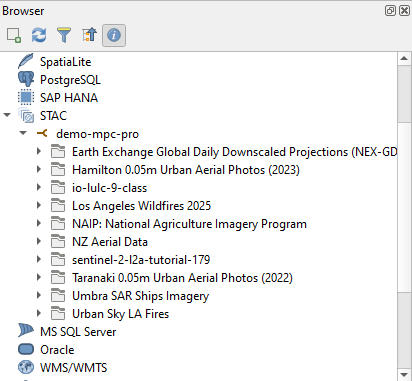 Browser
SpatiaLite
PostgreSQL
SAP HANA
STAC
demo-mpc-pro
Earth Exchange Global Daily Downscaled Projections (NEX-GD
Hamilton 0.05m Urban Aerial Photos (2023)
io-lulc-9-class
Los Angeles Wildfires 2025
NAIP: National Agriculture Imagery Program
NZ Aerial Data
sentinel-2-l2a-tutorial-179
Taranaki 0.05m Urban Aerial Photos (2022)
Umbra SAR Ships Imagery
Urban Sky LA Fires
MS SQL Server
Oracle
WMS/WMTS